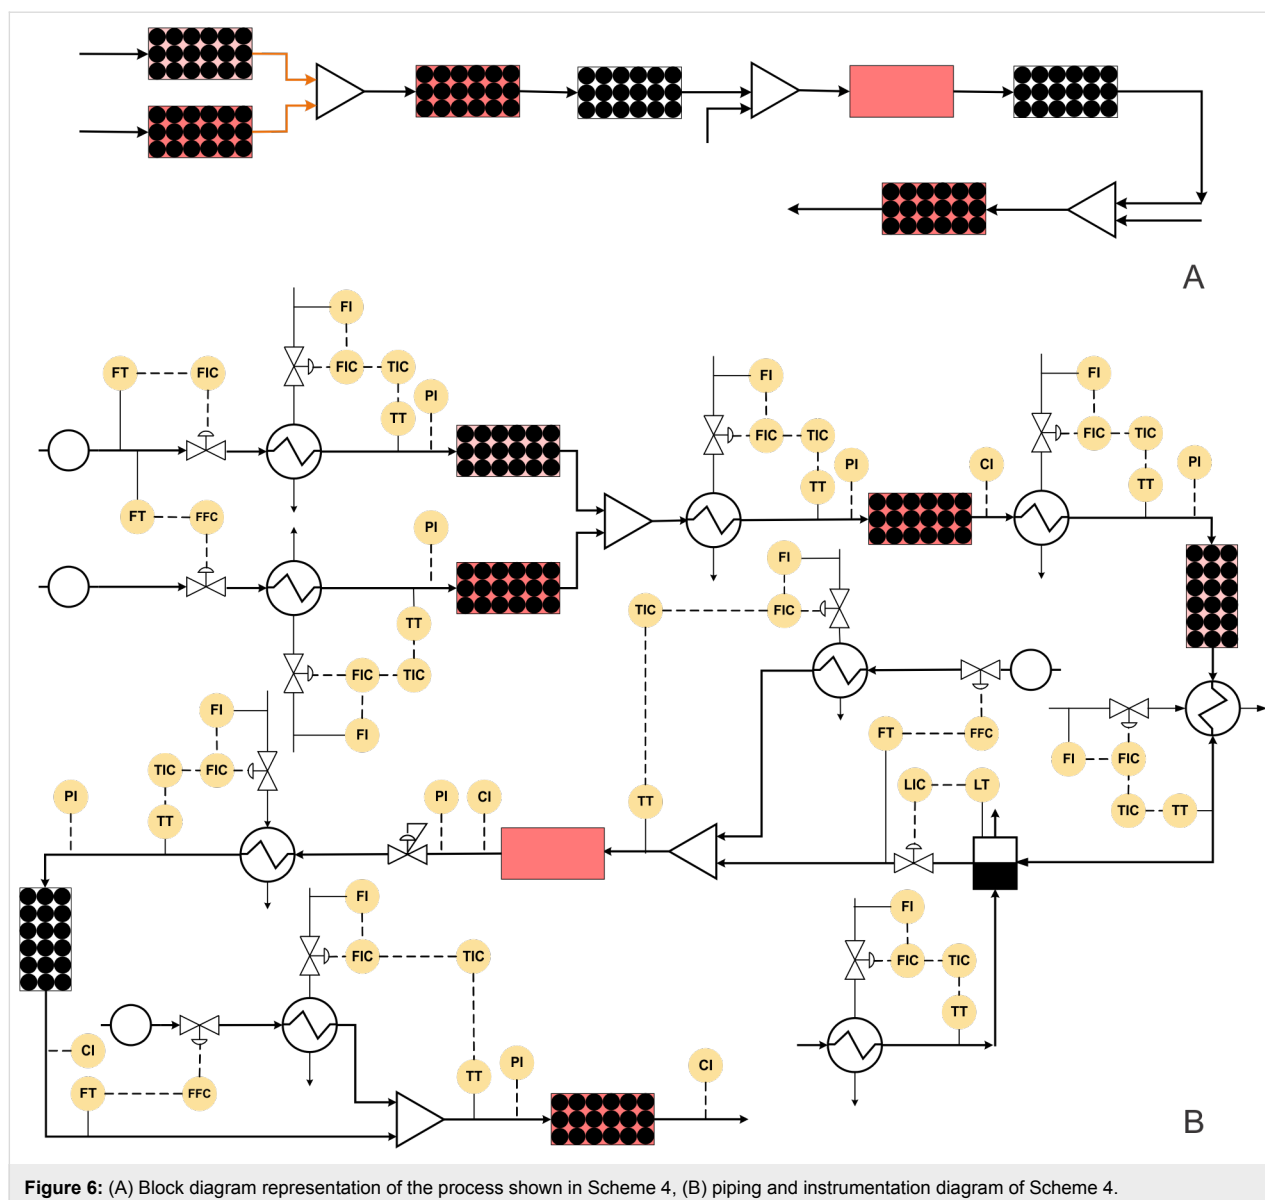 A
FI
FT
FIC
FIC
TIC
PI
TT
FI
FIC
TIC
PI
TT
FI
FIC
TIC
CI
PI
TT
FT
FFC
PI
TT
FIC
TIC
FI
FI
FIC
TIC
FT
FFC
FI
FIC
TIC
TT
FI
TIC
FIC
PI
TT
PI
CI
TT
LIC
LT
FI
FIC
TIC
TT
FI
FIC
TIC
CI
FT
FFC
TT
PI
CI
B
Figure 6: (A) Block diagram representation of the process shown in Scheme 4, (B) piping and instrumentation diagram of Scheme 4.